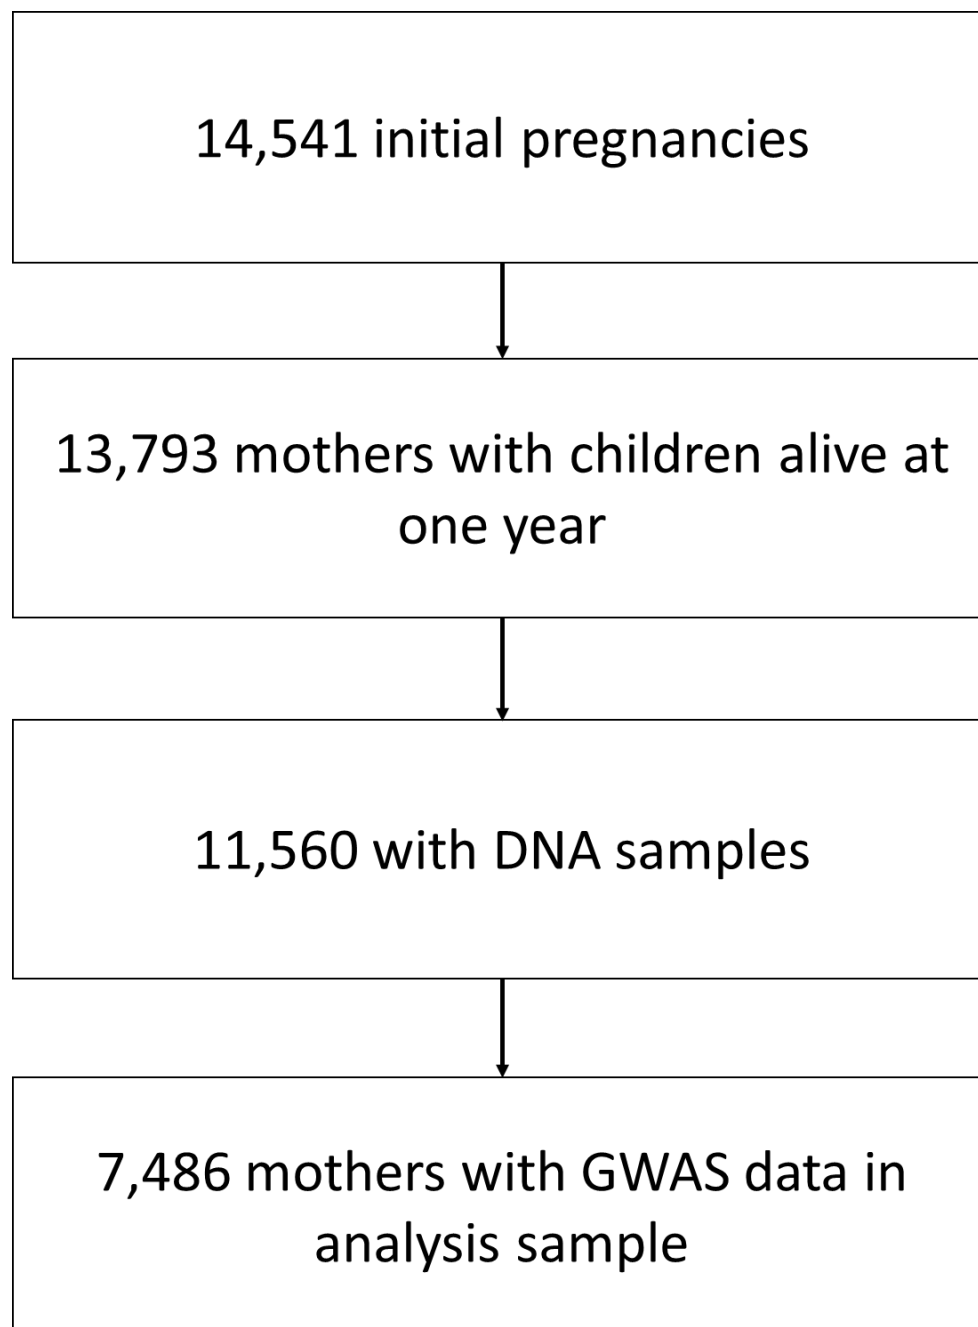 14,541 initial pregnancies
13,793 mothers with children alive at
one year
11,560 with DNA samples
7,486 mothers with GWAS data in
analysis sample